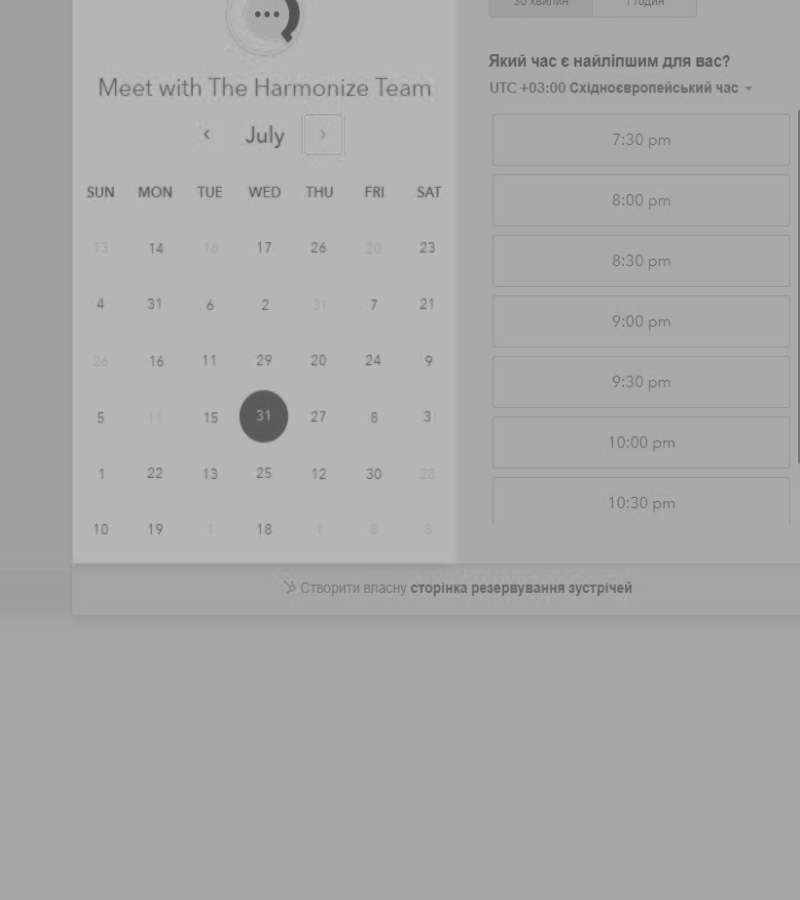 30 хвилин 1 годин
Meet with The Harmonize Team
July
SUN MON TUE WED THU FRI SAT
13 14 16 17 26 20 23
4 31 6 2 31 7 21
26 16 11 29 20 24 9
5 11 15 31 27 8 3
1 22 13 25 12 30 28
10 19 1 18 1 8 8
Який час є найліпшим для вас?
UTC +03:00 Східноєвропейський час
7:30 pm
8:00 pm
8:30 pm
9:00 pm
9:30 pm
10:00 pm
10:30 pm
Створити власну сторінка резервування зустрічей